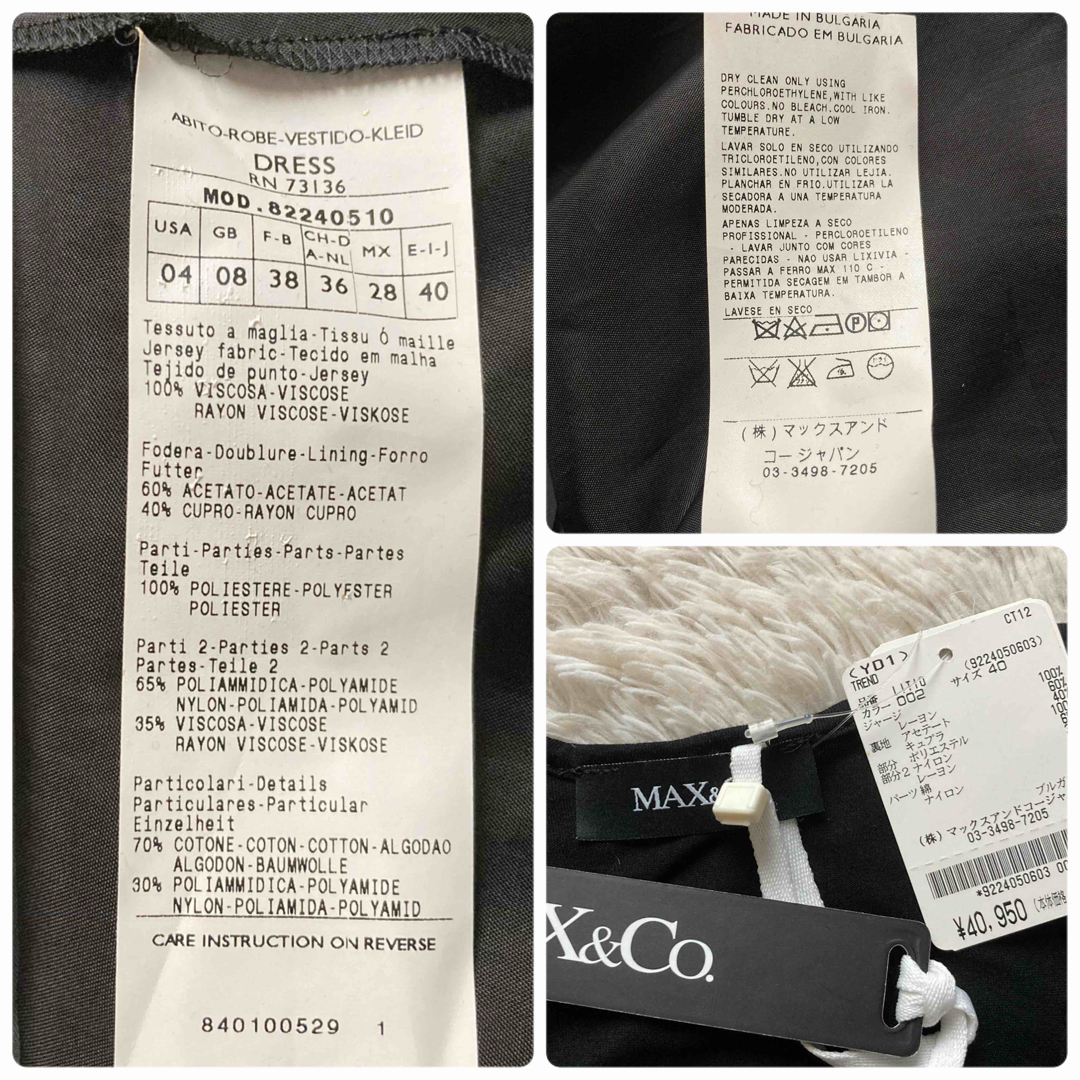 ABITO-ROBE-VESTIDO-KLEID
DRESS
RN 73136
MOD.82240510
USA GB F-B CH-D A-NL MX E-I-J
04 08 38 36 28 40
Tessuto a maglia-Tissu Ó maille
Jersey fabric-Tecido em malha
Tejido de punto-Jersey
100% VISCOSA-VISCOSE
RAYON VISCOSE-VISKOSE
Fodera-Doublure-Lining-Forro
Futter
60% ACETATO-ACETATE-ACETAT
40% CUPRO-RAYON CUPRO
Parti-Parties-Parts-Partes
Teile
100% POLIESTERE-POLYESTER
POLIESTER
Parti 2-Parties 2-Parts 2
Partes-Teile 2
65% POLIAMMIDICA-POLYAMIDE
NYLON-POLIAMIDA-POLYAMID
35% VISCOSA-VISCOSE
RAYON VISCOSE-VISKOSE
Particolari-Details
Particulares-Particular
Einzelheit
70% COTONE-COTON-COTTON-ALGODAO
ALGODON-BAUMWOLLE
30% POLIAMMIDICA-POLYAMIDE
NYLON-POLIAMIDA-POLYAMID
CARE INSTRUCTION ON REVERSE
840100529 1
MADE IN BULGARIA
FABRICADO EM BULGARIA
DRY CLEAN ONLY USING
PERCHLOROETHYLENE,WITH LIKE
COLOURS.NO BLEACH.COOL IRON.
TUMBLE DRY AT A LOW
TEMPERATURE.
LAVAR SOLO EN SECO UTILIZANDO
TRICLOROETILENO,CON COLORES
SIMILARES.NO UTILIZAR LEJIA.
PLANCHAR EN FRIO.UTILIZAR LA
SECADORA A UNA TEMPERATURA
MODERADA.
APENAS LIMPEZA A SECO
PROFISSIONAL - PERCLOROETILENO
- LAVAR JUNTO COM CORES
PARECIDAS - NAO USAR LIXIVIA -
PASSAR A FERRO MAX 110 C -
PERMITIDA SECAGEM EM TAMBOR A
BAIXA TEMPERATURA.
LAVESE EN SECO
P
(株)マックスアンド
コージャパン
03-3498-7205
CT12
(YD1) (9224050603)
TREND サイズ 40
品番 LIT10
カラー 002
ジャージ レーヨン 100%
裏地 アセテート 60%
キュプラ 40%
部分 ポリエステル 100
部分2 ナイロン
レーヨン
パーツ 綿
ナイロン
ブルガ
(株)マックスアンドコージャ
03-3498-7205
*9224050603 00
¥40,950 (本体価格
MAX&
X&Co.